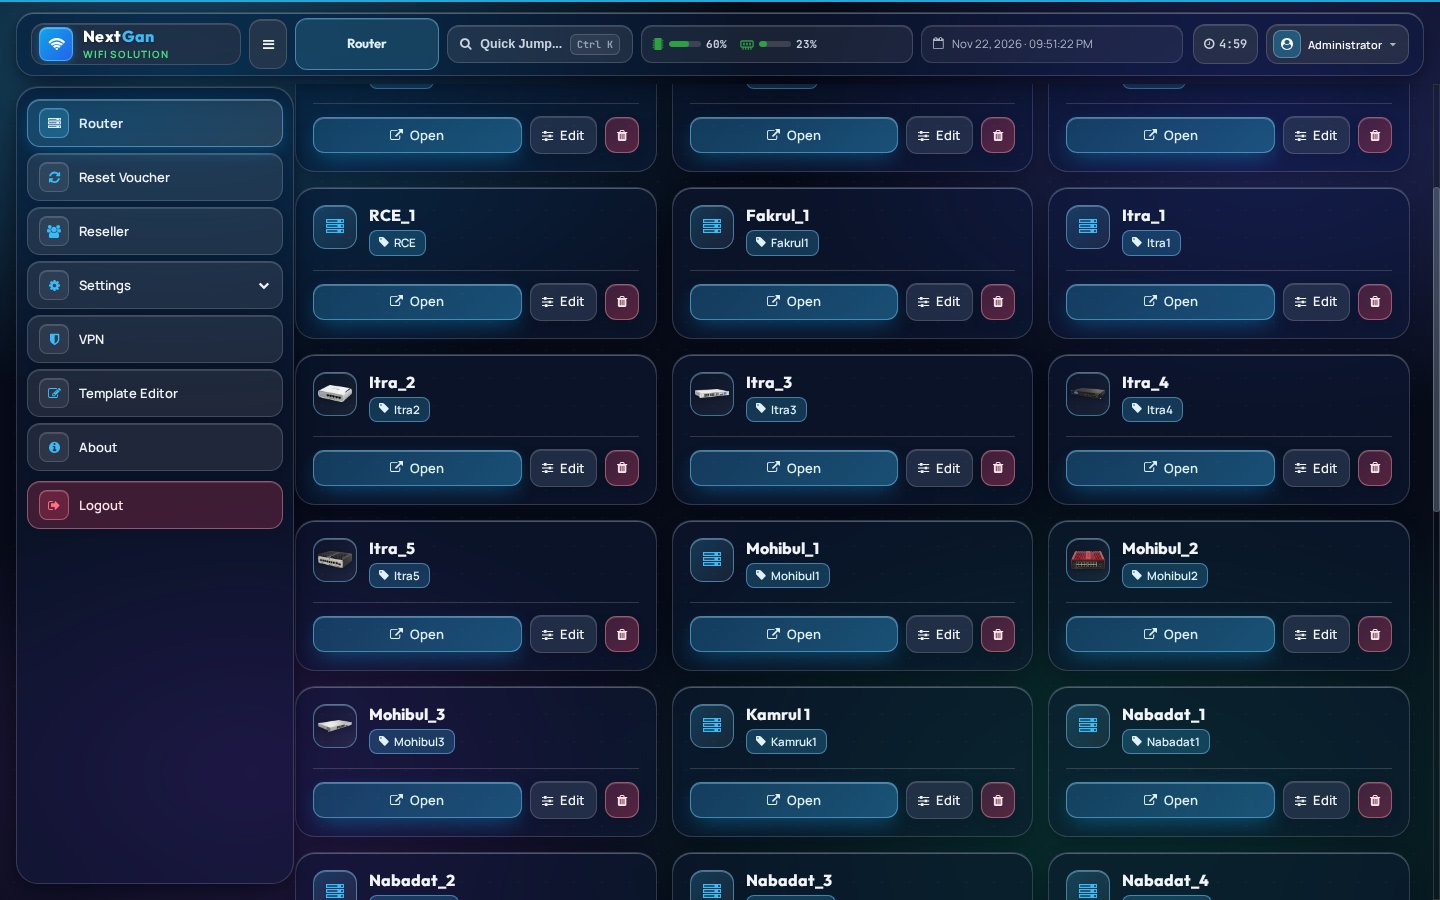 NextGan
WIFI SOLUTION
Router
Quick Jump... Ctrl K
60% 23%
Nov 22, 2026 · 09:51:22 PM
4:59
Administrator
Router
Reset Voucher
Reseller
Settings
VPN
Template Editor
About
Logout
Open Edit
Open Edit
Open Edit
RCE_1
RCE
Open Edit
Fakrul_1
Fakrul1
Open Edit
Itra_1
Itra1
Open Edit
Itra_2
Itra2
Open Edit
Itra_3
Itra3
Open Edit
Itra_4
Itra4
Open Edit
Itra_5
Itra5
Open Edit
Mohibul_1
Mohibul1
Open Edit
Mohibul_2
Mohibul2
Open Edit
Mohibul_3
Mohibul3
Open Edit
Kamrul 1
Kamruk1
Open Edit
Nabadat_1
Nabadat1
Open Edit
Nabadat_2
Nabadat_3
Nabadat_4